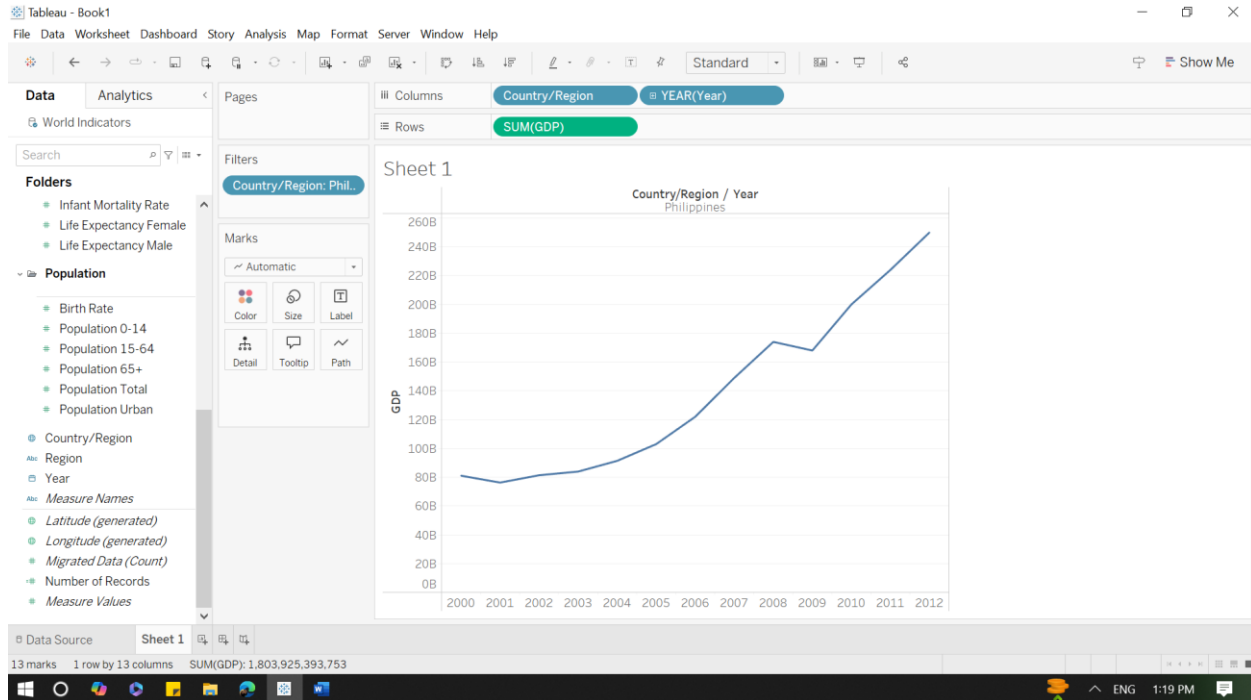 Tableau - Book1
File Data Worksheet Dashboard Story Analysis Map Format Server Window Help
Standard
Show Me
Data Analytics
World Indicators
Search
Folders
Infant Mortality Rate
Life Expectancy Female
Life Expectancy Male
Population
Birth Rate
Population 0-14
Population 15-64
Population 65+
Population Total
Population Urban
Country/Region
Abc Region
Year
Abc Measure Names
Latitude (generated)
Longitude (generated)
Migrated Data (Count)
Number of Records
Measure Values
Pages
Filters
Country/Region: Phil..
Marks
Automatic
Color Size Label
Detail Tooltip Path
Columns Country/Region YEAR(Year)
Rows SUM(GDP)
Sheet 1
Country/Region / Year
Philippines
GDP
260B
240B
220B
200B
180B
160B
140B
120B
100B
80B
60B
40B
20B
0B
2000 2001 2002 2003 2004 2005 2006 2007 2008 2009 2010 2011 2012
Data Source Sheet 1
13 marks 1 row by 13 columns SUM(GDP): 1,803,925,393,753
ENG 1:19 PM